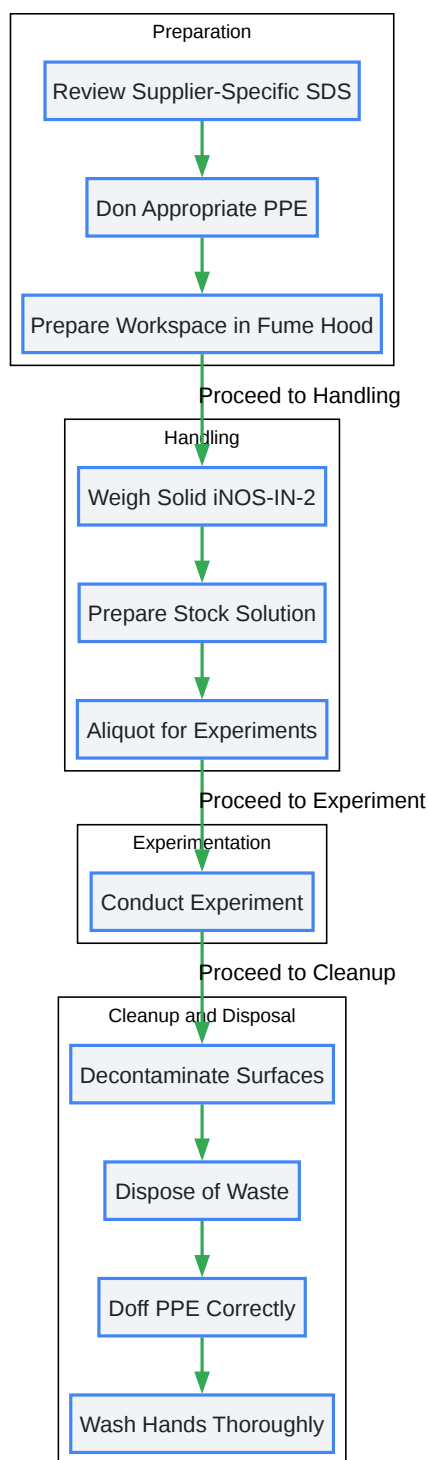 Preparation
Review Supplier-Specific SDS
Don Appropriate PPE
Prepare Workspace in Fume Hood
Proceed to Handling
Handling
Weigh Solid iNOS-IN-2
Prepare Stock Solution
Aliquot for Experiments
Proceed to Experiment
Experimentation
Conduct Experiment
Proceed to Cleanup
Cleanup and Disposal
Decontaminate Surfaces
Dispose of Waste
Doff PPE Correctly
Wash Hands Thoroughly